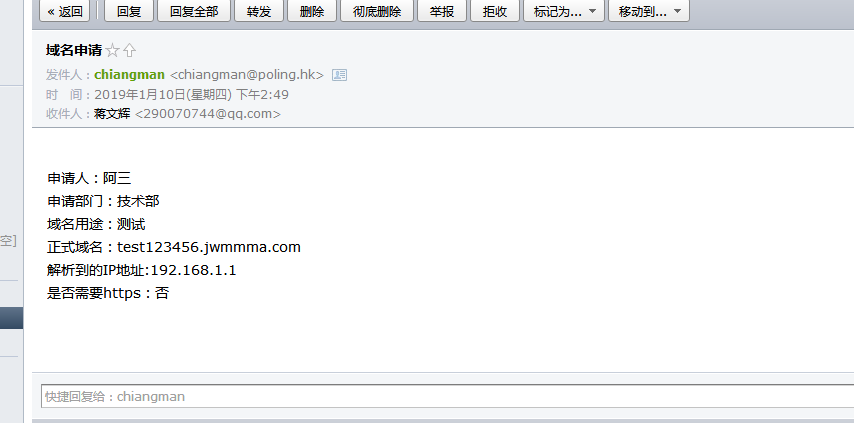 « 返回 回复 回复全部 转发 删除 彻底删除 举报 拒收 标记为... 移动到...
域名申请
发件人：chiangman <chiangman@poling.hk>
时 间：2019年1月10日(星期四) 下午2:49
收件人：蒋文辉 <290070744@qq.com>
申请人：阿三
申请部门：技术部
域名用途：测试
正式域名：test123456.jwmmma.com
空]
解析到的IP地址:192.168.1.1
是否需要https：否
快捷回复给：chiangman